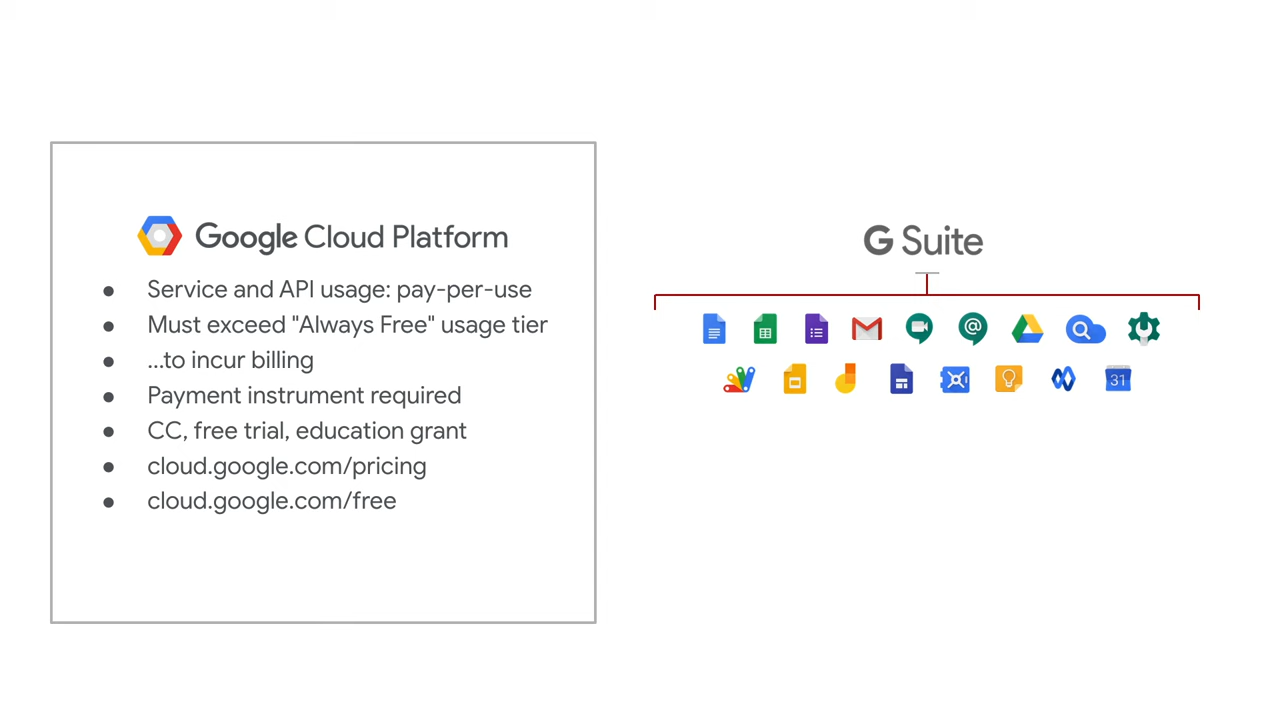 Google Cloud Platform
● Service and API usage: pay-per-use
● Must exceed "Always Free" usage tier
● ...to incur billing
● Payment instrument required
● CC, free trial, education grant
● cloud.google.com/pricing
● cloud.google.com/free
G Suite
@
31